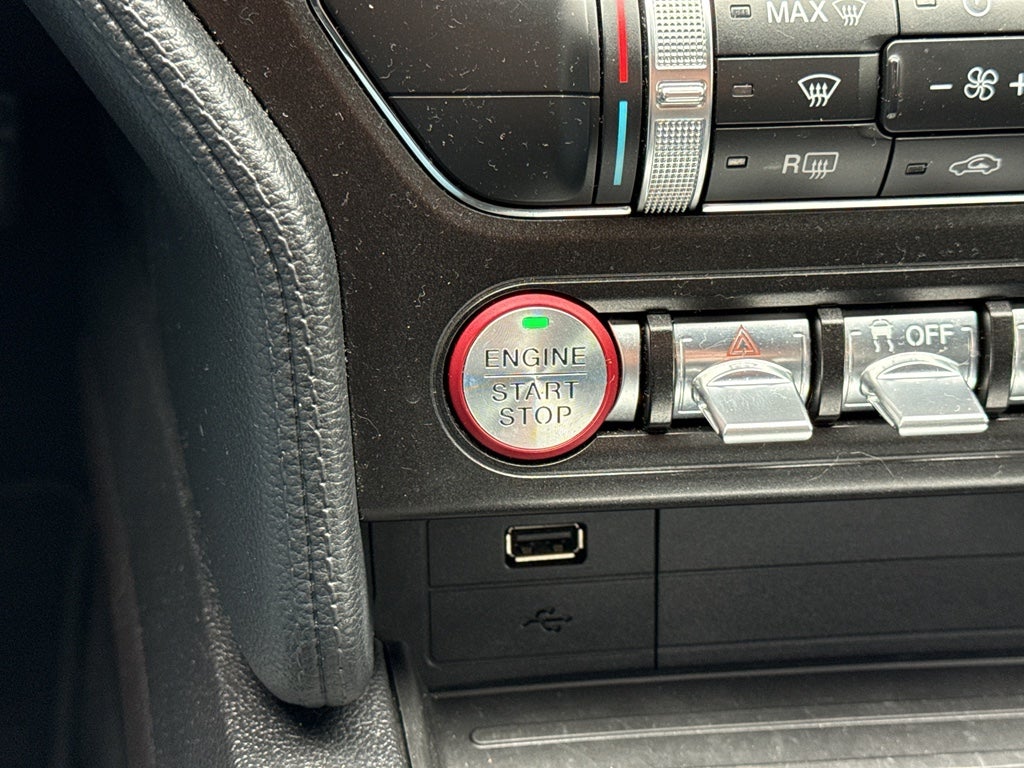 MAX
- +
R
ENGINE
START
STOP
OFF